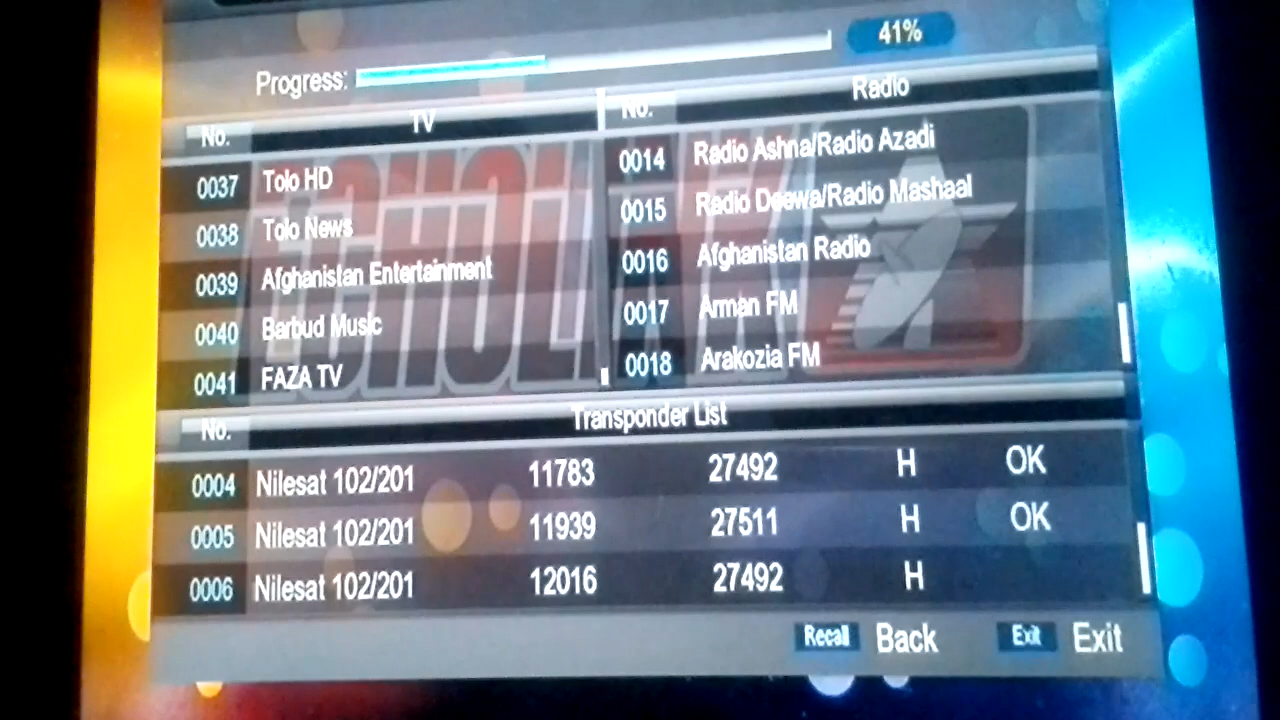 41%
Progress:
No. TV No. Radio
0037 Tolo HD 0014 Radio Ashna/Radio Azadi
0038 Tolo News 0015 Radio Deewa/Radio Mashaal
0039 Afghanistan Entertainment 0016 Afghanistan Radio
0040 Barbud Music 0017 Arman FM
0041 FAZA TV 0018 Arakozia FM
ECHOLINK
No. Transponder List
0004 Nilesat 102/201 11783 27492 H OK
0005 Nilesat 102/201 11939 27511 H OK
0006 Nilesat 102/201 12016 27492 H
Recall Back Exit Exit